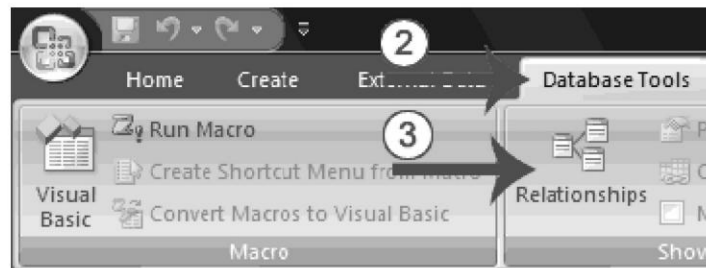 2
Home Create Database Tools
3
Run Macro
Create Shortcut Menu from Macro
Visual Basic
Convert Macros to Visual Basic
Relationships
Macro
Show